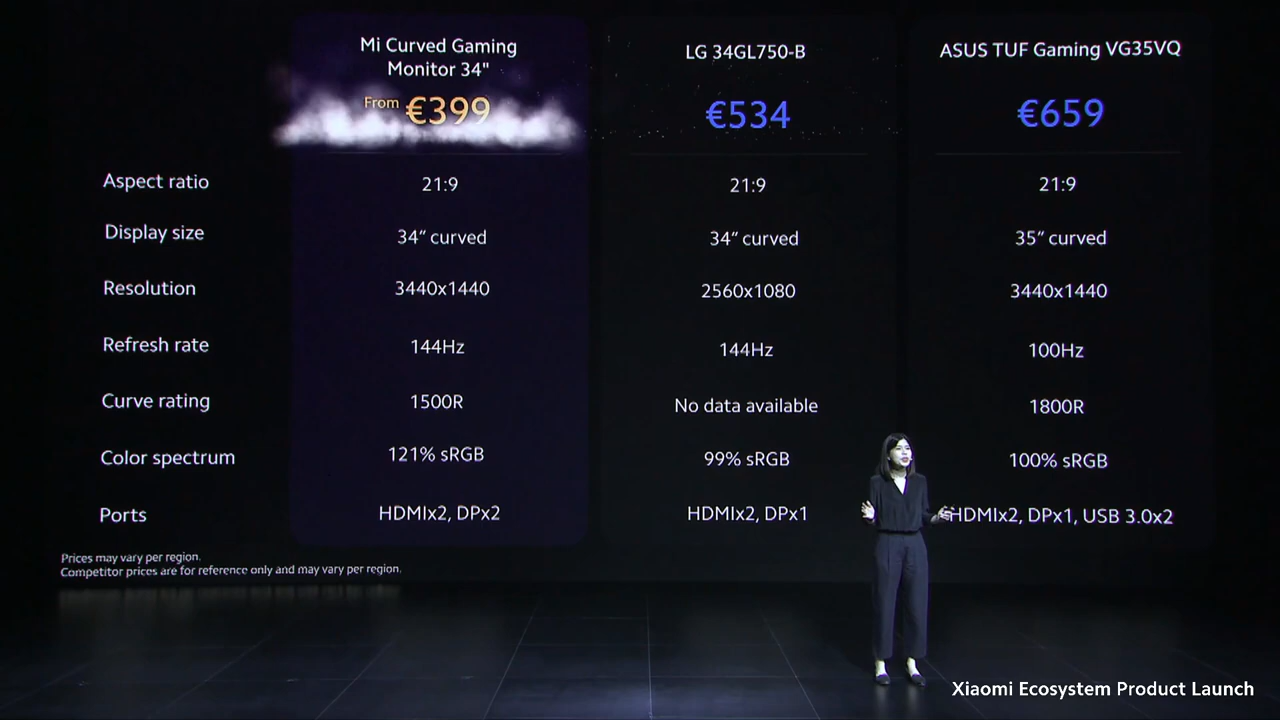 Mi Curved Gaming
Monitor 34"
From €399
LG 34GL750-B
€534
ASUS TUF Gaming VG35VQ
€659
Aspect ratio 21:9 21:9 21:9
Display size 34″ curved 34″ curved 35″ curved
Resolution 3440x1440 2560x1080 3440x1440
Refresh rate 144Hz 144Hz 100Hz
Curve rating 1500R No data available 1800R
Color spectrum 121% sRGB 99% sRGB 100% sRGB
Ports HDMIx2, DPx2 HDMIx2, DPx1 HDMIx2, DPx1, USB 3.0x2
Prices may vary per region.
Competitor prices are for reference only and may vary per region.
Xiaomi Ecosystem Product Launch